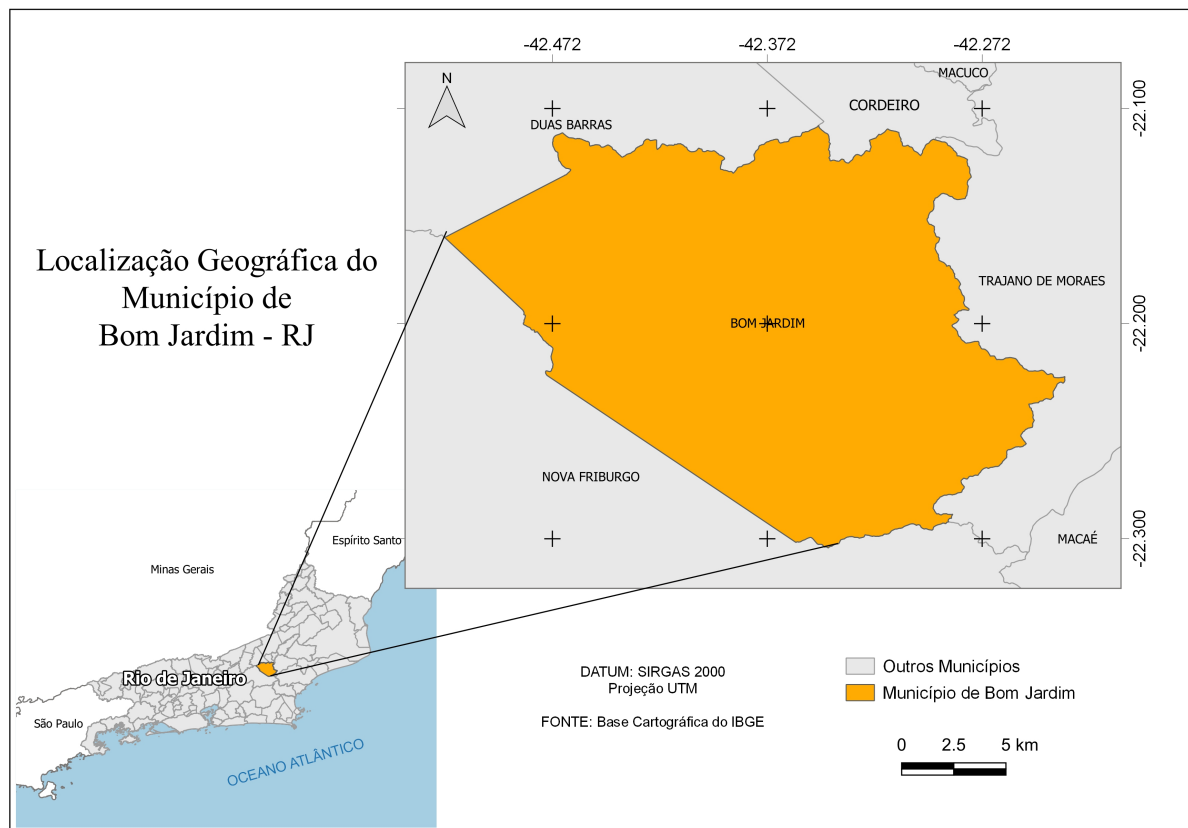 -42.472
-42.372
-42.272
N
MACUCO
CORDEIRO
DUAS BARRAS
-22.100
Localização Geográfica do
Município de
Bom Jardim - RJ
TRAJANO DE MORAES
BOM JARDIM
-22.200
NOVA FRIBURGO
-22.300
MACAÉ
Espírito Santo
Minas Gerais
Rio de Janeiro
São Paulo
OCEANO ATLÂNTICO
DATUM: SIRGAS 2000
Projeção UTM
FONTE: Base Cartográfica do IBGE
Outros Municípios
Município de Bom Jardim
0 2.5 5 km